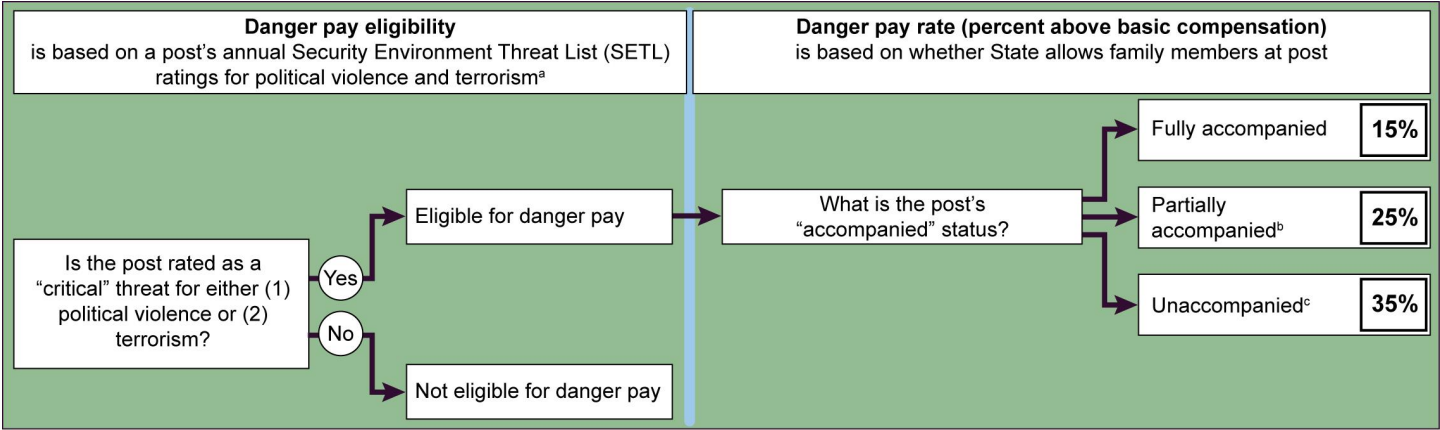 Danger pay eligibility
is based on a post's annual Security Environment Threat List (SETL)
ratings for political violence and terrorismᵃ
Danger pay rate (percent above basic compensation)
is based on whether State allows family members at post
Is the post rated as a
“critical” threat for either (1)
political violence or (2)
terrorism?
Yes
No
Eligible for danger pay
Not eligible for danger pay
What is the post's
“accompanied” status?
Fully accompanied
15%
Partially
accompaniedᵇ
25%
Unaccompaniedᶜ
35%